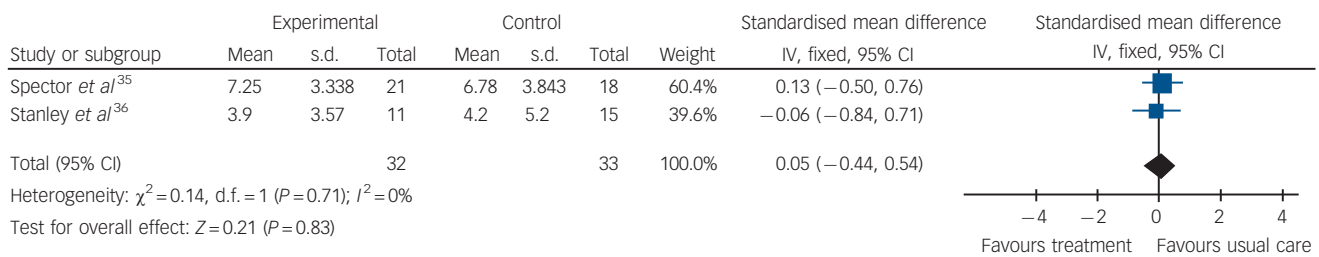 Experimental Control Standardised mean difference Standardised mean difference
Study or subgroup Mean s.d. Total Mean s.d. Total Weight IV, fixed, 95% CI IV, fixed, 95% CI
Spector et al35 7.25 3.338 21 6.78 3.843 18 60.4% 0.13 (−0.50, 0.76)
Stanley et al36 3.9 3.57 11 4.2 5.2 15 39.6% −0.06 (−0.84, 0.71)
Total (95% CI) 32 33 100.0% 0.05 (−0.44, 0.54)
Heterogeneity: χ2=0.14, d.f.=1 (P=0.71); I2=0%
Test for overall effect: Z=0.21 (P=0.83)
−4 −2 0 2 4
Favours treatment Favours usual care